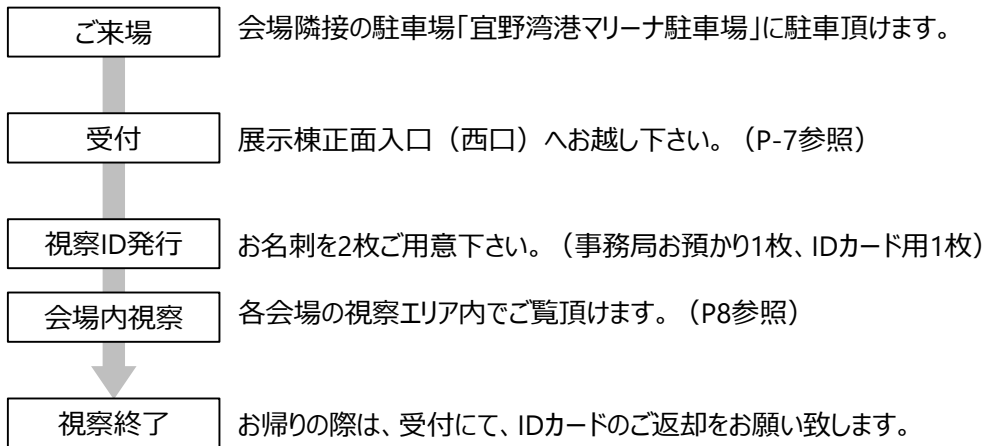 ご来場
会場隣接の駐車場「宜野湾港マリーナ駐車場」に駐車頂けます。
受付
展示棟正面入口（西口）へお越し下さい。（P-7参照）
視察ID発行
お名刺を2枚ご用意下さい。（事務局お預かり1枚、IDカード用1枚）
会場内視察
各会場の視察エリア内でご覧頂けます。（P8参照）
視察終了
お帰りの際は、受付にて、IDカードのご返却をお願い致します。